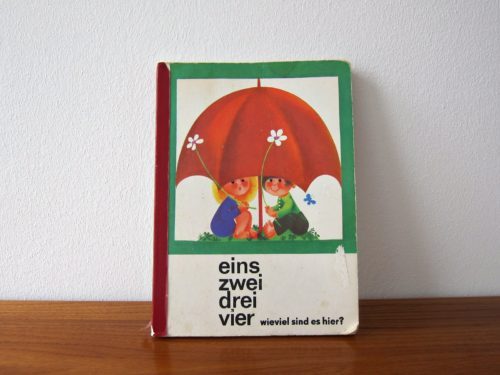 eins
zwei
drei
vier wieviel sind es hier?